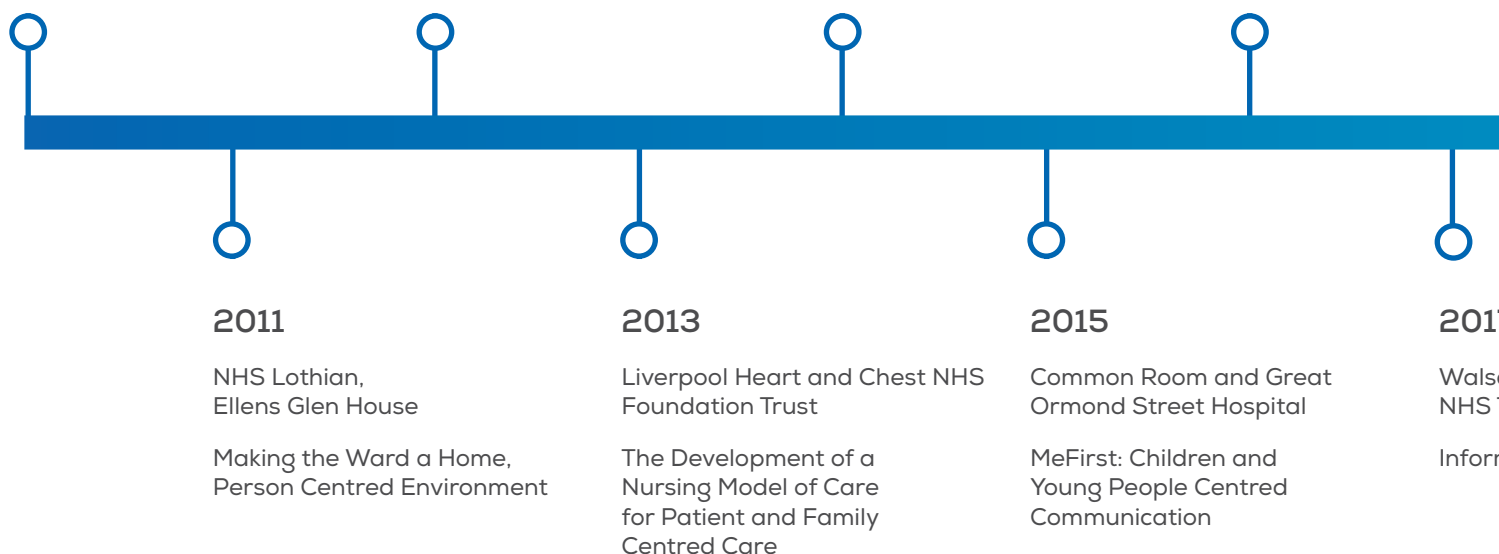 2011
NHS Lothian,
Ellens Glen House
Making the Ward a Home,
Person Centred Environment
2013
Liverpool Heart and Chest NHS
Foundation Trust
The Development of a
Nursing Model of Care
for Patient and Family
Centred Care
2015
Common Room and Great
Ormond Street Hospital
MeFirst: Children and
Young People Centred
Communication
NHS